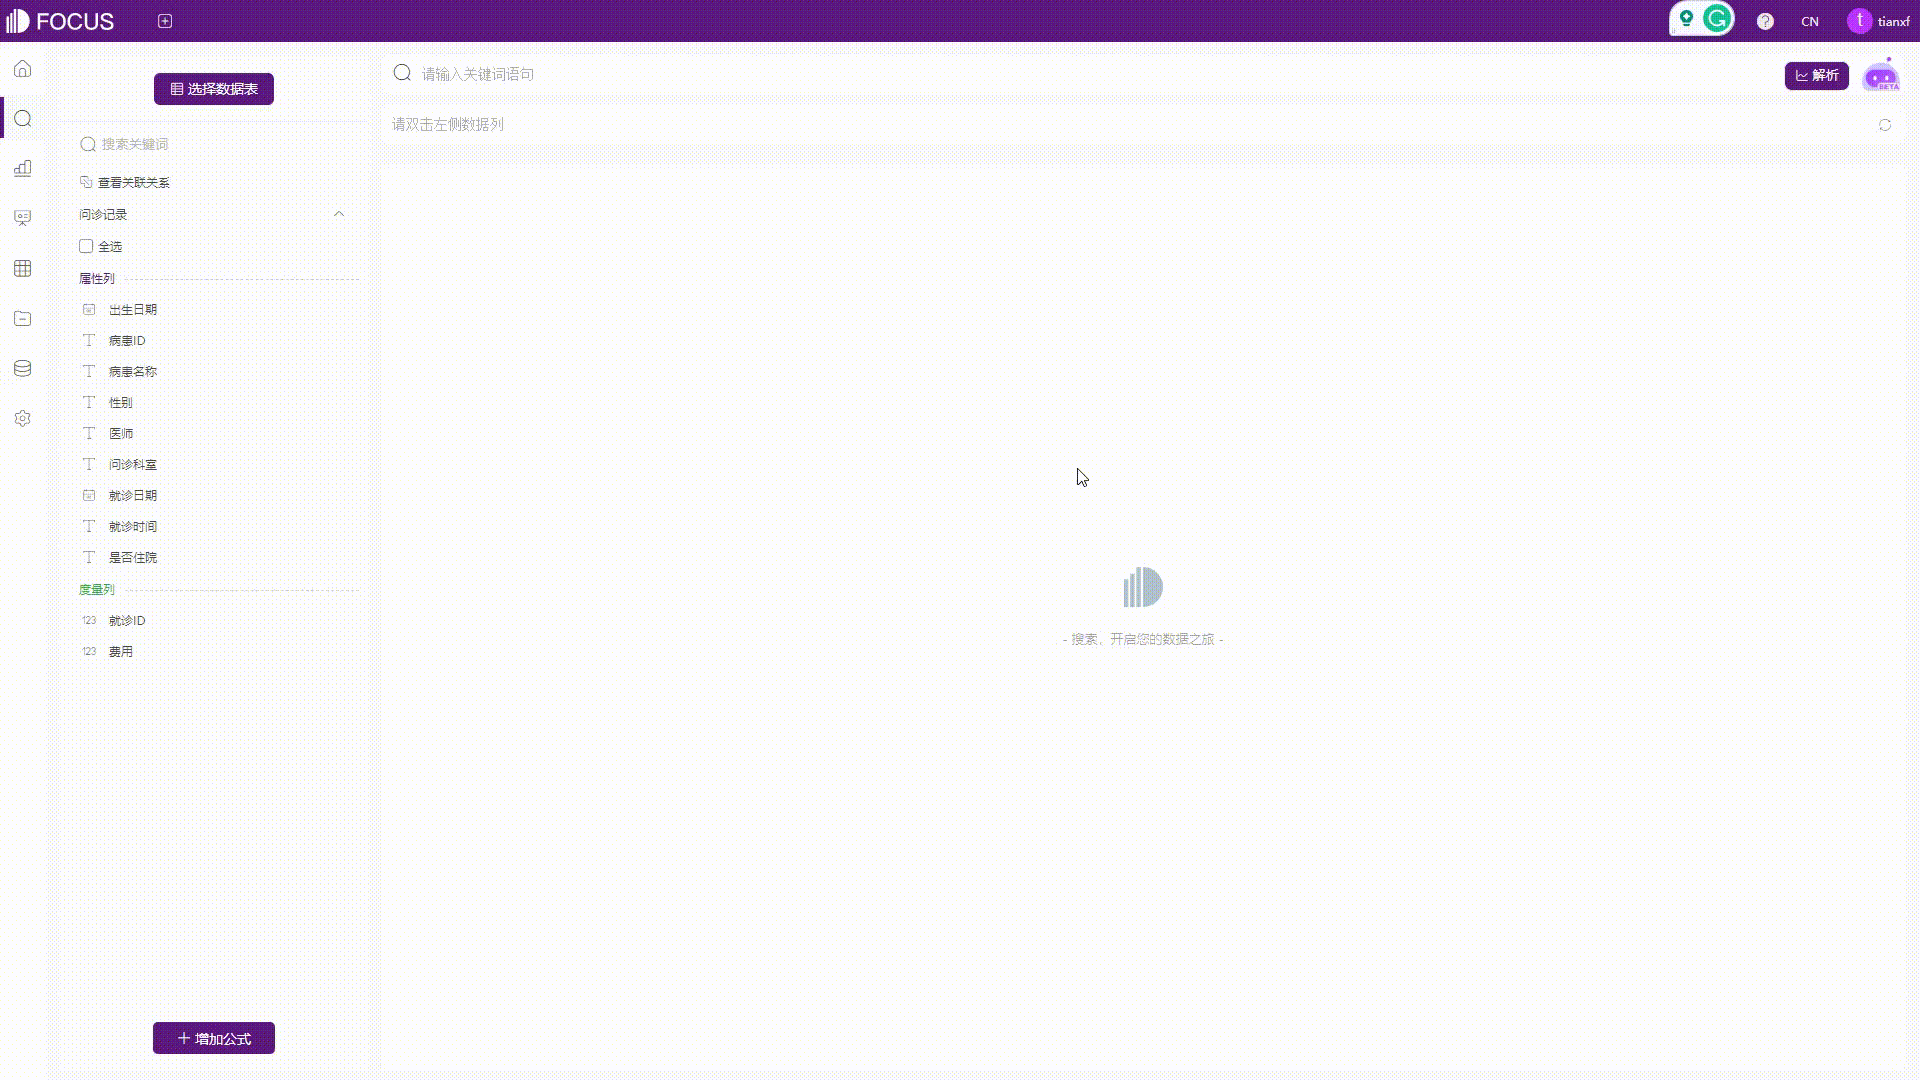 FOCUS
CN
t tianxf
选择数据表
请输入关键词语句
解析
BETA
请双击左侧数据列
搜索关键词
查看关联关系
问诊记录
全选
属性列
出生日期
病患ID
病患名称
性别
医师
问诊科室
就诊日期
就诊时间
是否住院
度量列
123 就诊ID
123 费用
- 搜索，开启您的数据之旅 -
增加公式